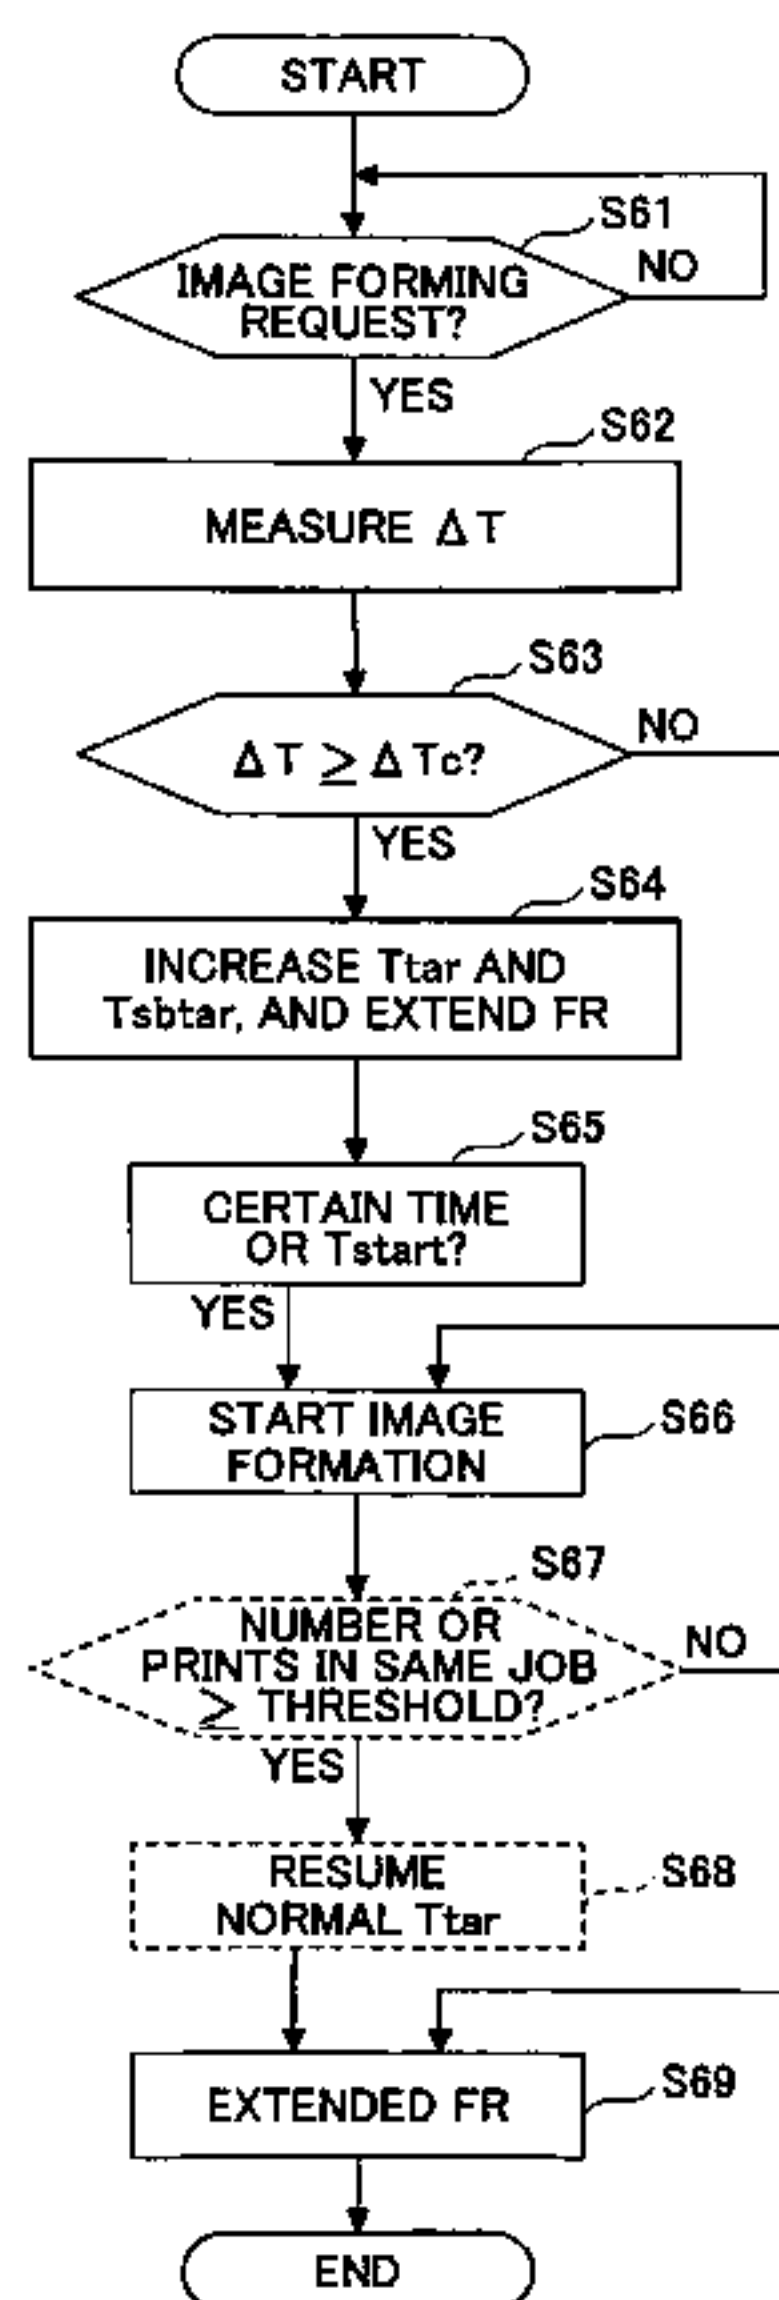 START
S61
IMAGE FORMING
REQUEST?
NO
YES
S62
MEASURE ΔT
S63
ΔT ≥ ΔTc?
NO
YES
S64
INCREASE Ttar AND
Tsbtar, AND EXTEND FR
S65
CERTAIN TIME
OR Tstart?
YES
START IMAGE
FORMATION
S66
S67
NUMBER OR
PRINTS IN SAME JOB
≥ THRESHOLD?
NO
YES
RESUME
NORMAL Ttar
S68
EXTENDED FR
S69
END